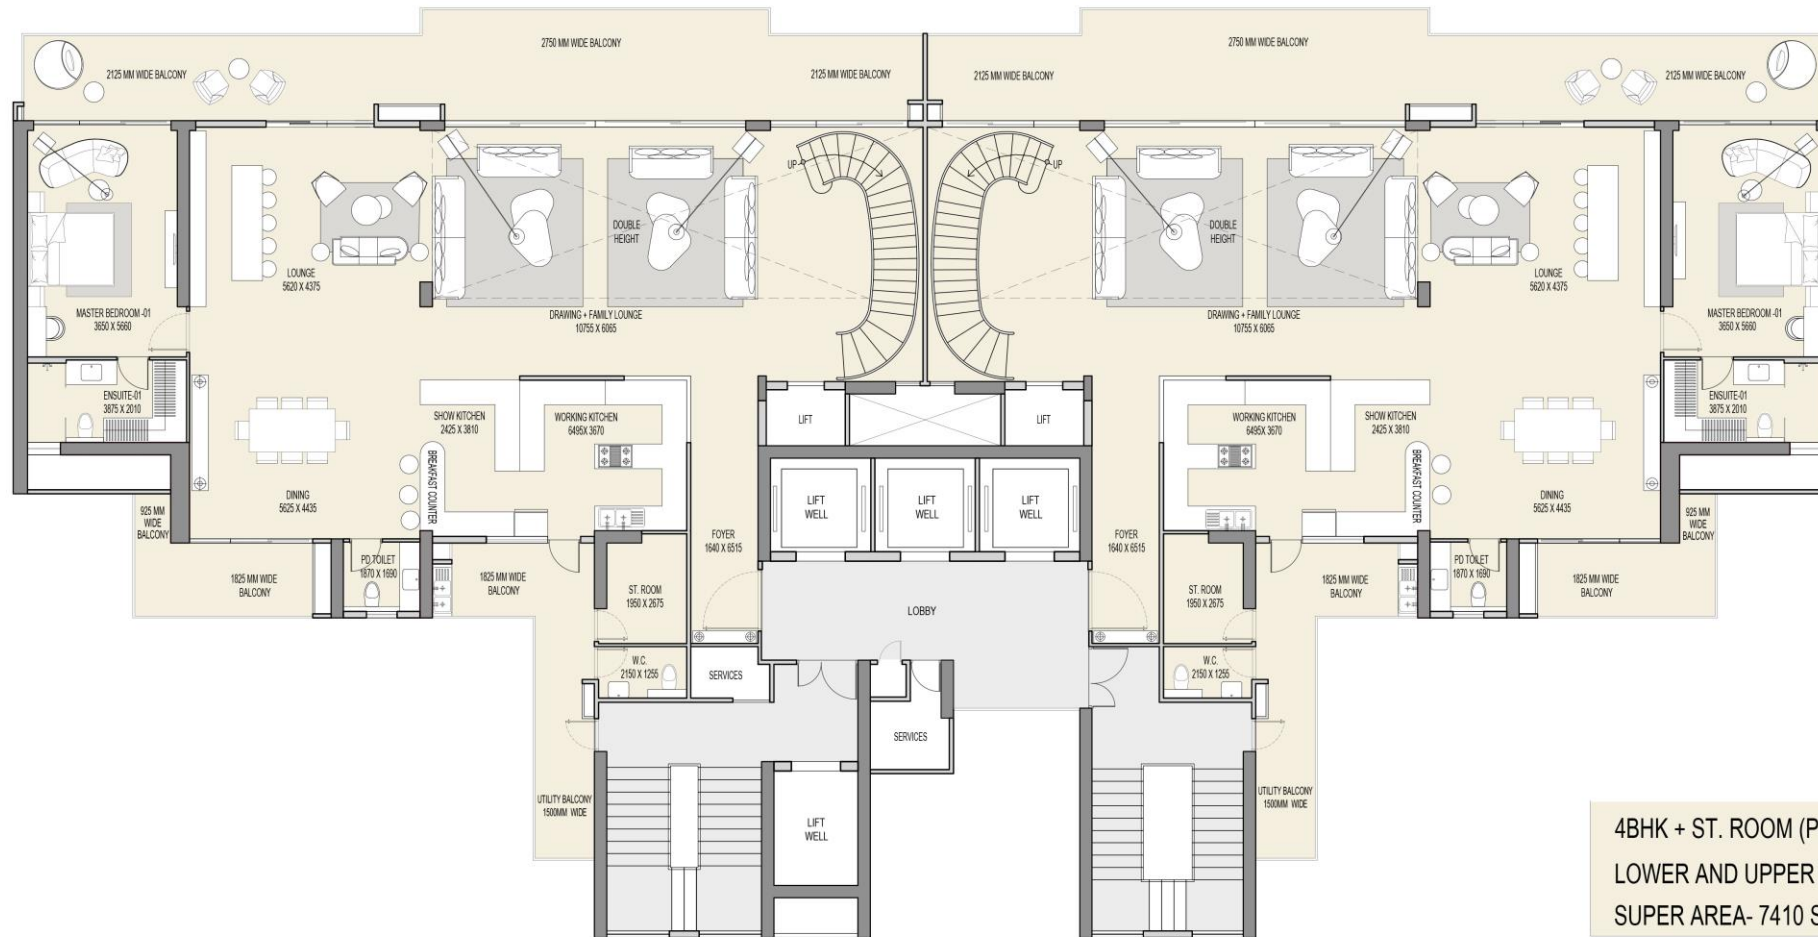 2750 MM WIDE BALCONY
2750 MM WIDE BALCONY
2125 MM WIDE BALCONY
2125 MM WIDE BALCONY
2125 MM WIDE BALCONY
2125 MM WIDE BALCONY
UP
UP
DOUBLE
HEIGHT
DOUBLE
HEIGHT
LOUNGE
5620 X 4375
LOUNGE
5620 X 4375
MASTER BEDROOM -01
3650 X 5660
DRAWING + FAMILY LOUNGE
10755 X 6065
DRAWING + FAMILY LOUNGE
10755 X 6065
MASTER BEDROOM -01
3650 X 5660
ENSUITE-01
3875 X 2010
SHOW KITCHEN
2425 X 3810
WORKING KITCHEN
6495X 3670
LIFT
LIFT
WORKING KITCHEN
6495X 3670
SHOW KITCHEN
2425 X 3810
ENSUITE-01
3875 X 2010
BREAKFAST COUNTER
BREAKFAST COUNTER
DINING
5625 X 4435
LIFT
WELL
LIFT
WELL
LIFT
WELL
DINING
5625 X 4435
925 MM
WIDE
BALCONY
925 MM
WIDE
BALCONY
FOYER
1640 X 6515
FOYER
1640 X 6515
PD TOILET
1870 X 1690
PD TOILET
1870 X 1690
1825 MM WIDE
BALCONY
1825 MM WIDE
BALCONY
ST. ROOM
1950 X 2675
LOBBY
ST. ROOM
1950 X 2675
1825 MM WIDE
BALCONY
1825 MM WIDE
BALCONY
W.C.
2150 X 1255
SERVICES
W.C.
2150 X 1255
SERVICES
UTILITY BALCONY
1500MM WIDE
UTILITY BALCONY
1500MM WIDE
LIFT
WELL
4BHK + ST. ROOM (P
LOWER AND UPPER
SUPER AREA- 7410 S